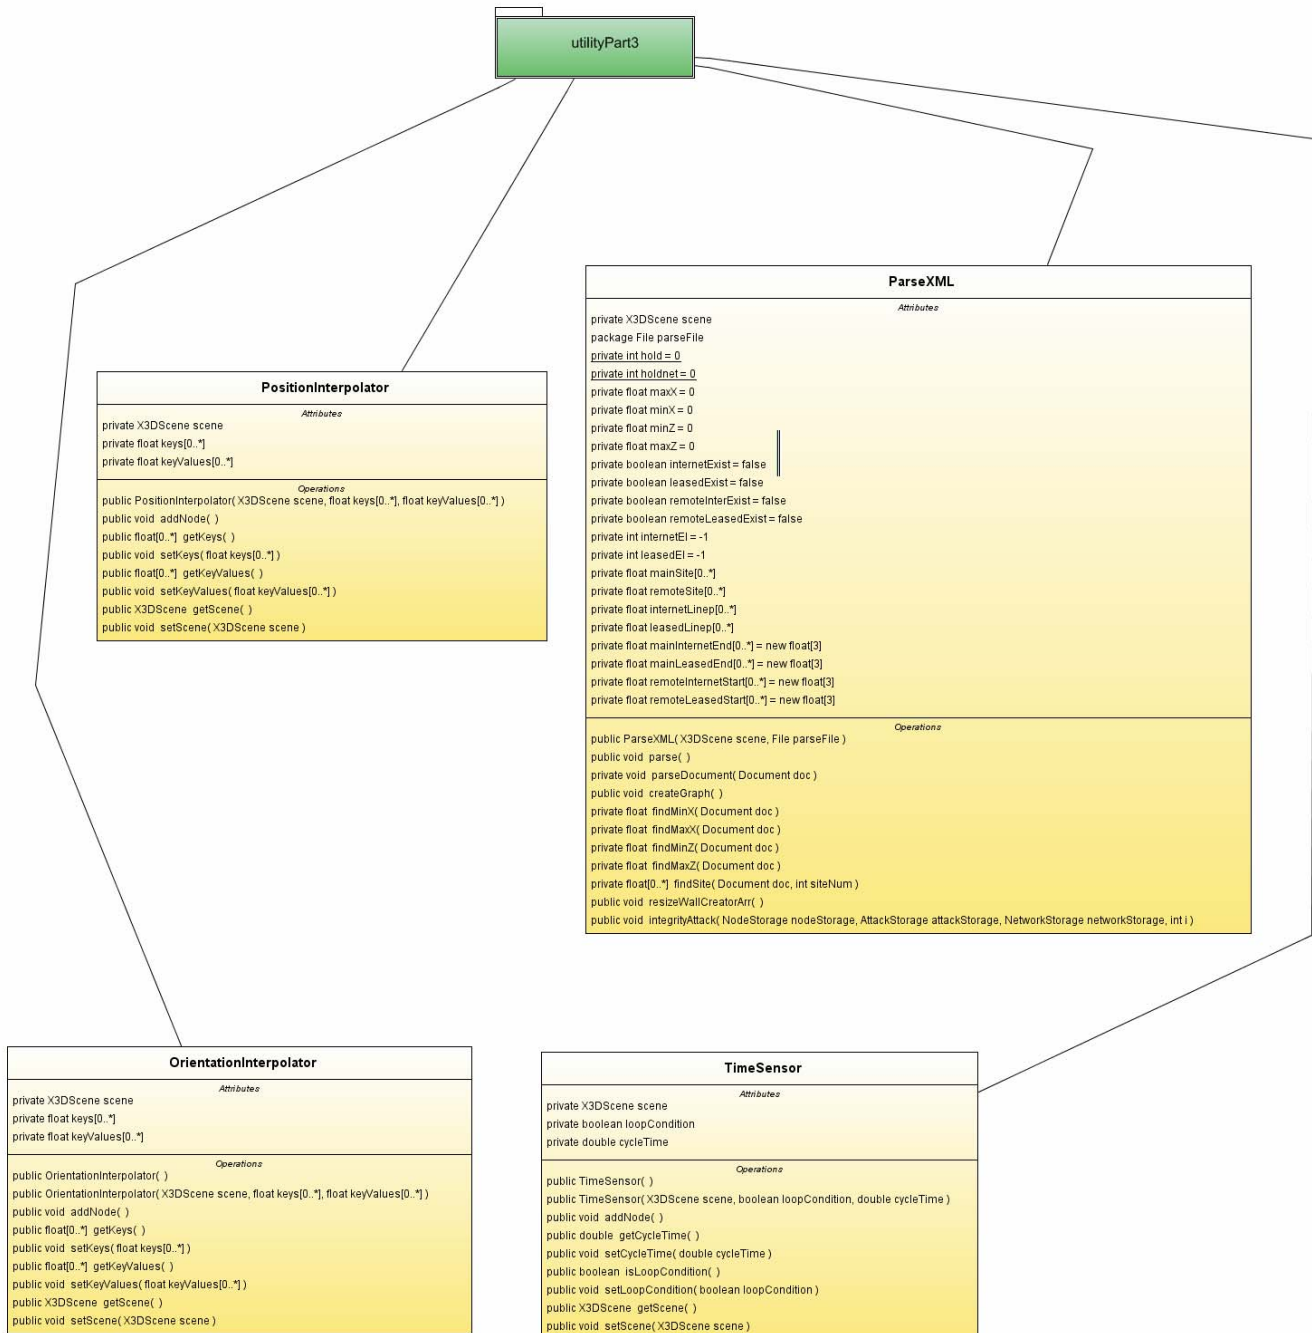 utilityPart3
ParseXML
Attributes
private X3DScene scene
package File parseFile
private int hold = 0
private int holdnet = 0
private float maxX = 0
private float minX = 0
private float minZ = 0
private float maxZ = 0
private boolean internetExist = false
private boolean leasedExist = false
private boolean remoteInterExist = false
private boolean remoteLeasedExist = false
private int internetEl = -1
private int leasedEl = -1
private float mainSite[0..*]
private float remoteSite[0..*]
private float internetLinep[0..*]
private float leasedLinep[0..*]
private float mainInternetEnd[0..*] = new float[3]
private float mainLeasedEnd[0..*] = new float[3]
private float remoteInternetStart[0..*] = new float[3]
private float remoteLeasedStart[0..*] = new float[3]
Operations
public ParseXML( X3DScene scene, File parseFile )
public void parse( )
private void parseDocument( Document doc )
public void createGraph( )
private float findMinX( Document doc )
private float findMaxX( Document doc )
private float findMinZ( Document doc )
private float findMaxZ( Document doc )
private float[0..*] findSite( Document doc, int siteNum )
public void resizeWallCreatorArr( )
public void integrityAttack( NodeStorage nodeStorage, AttackStorage attackStorage, NetworkStorage networkStorage, int i )
PositionInterpolator
Attributes
private X3DScene scene
private float keys[0..*]
private float keyValues[0..*]
Operations
public PositionInterpolator( X3DScene scene, float keys[0..*], float keyValues[0..*] )
public void addNode( )
public float[0..*] getKeys( )
public void setKeys( float keys[0..*] )
public float[0..*] getKeyValues( )
public void setKeyValues( float keyValues[0..*] )
public X3DScene getScene( )
public void setScene( X3DScene scene )
OrientationInterpolator
Attributes
private X3DScene scene
private float keys[0..*]
private float keyValues[0..*]
Operations
public OrientationInterpolator( )
public OrientationInterpolator( X3DScene scene, float keys[0..*], float keyValues[0..*] )
public void addNode( )
public float[0..*] getKeys( )
public void setKeys( float keys[0..*] )
public float[0..*] getKeyValues( )
public void setKeyValues( float keyValues[0..*] )
public X3DScene getScene( )
public void setScene( X3DScene scene )
TimeSensor
Attributes
private X3DScene scene
private boolean loopCondition
private double cycleTime
Operations
public TimeSensor( )
public TimeSensor( X3DScene scene, boolean loopCondition, double cycleTime )
public void addNode( )
public double getCycleTime( )
public void setCycleTime( double cycleTime )
public boolean isLoopCondition( )
public void setLoopCondition( boolean loopCondition )
public X3DScene getScene( )
public void setScene( X3DScene scene )